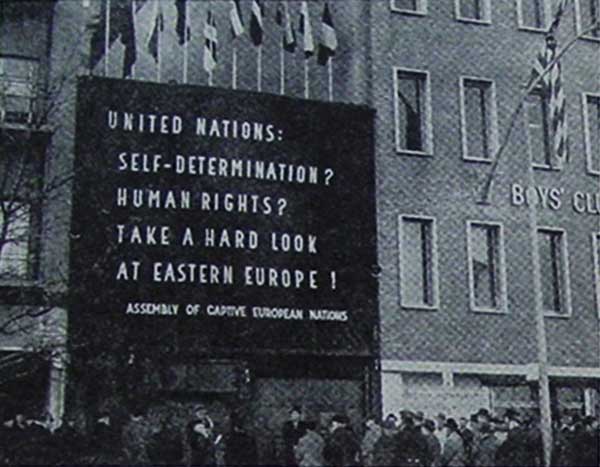 UNITED NATIONS:
SELF-DETERMINATION?
HUMAN RIGHTS?
TAKE A HARD LOOK
AT EASTERN EUROPE !
ASSEMBLY OF CAPTIVE EUROPEAN NATIONS
BOYS' CLU